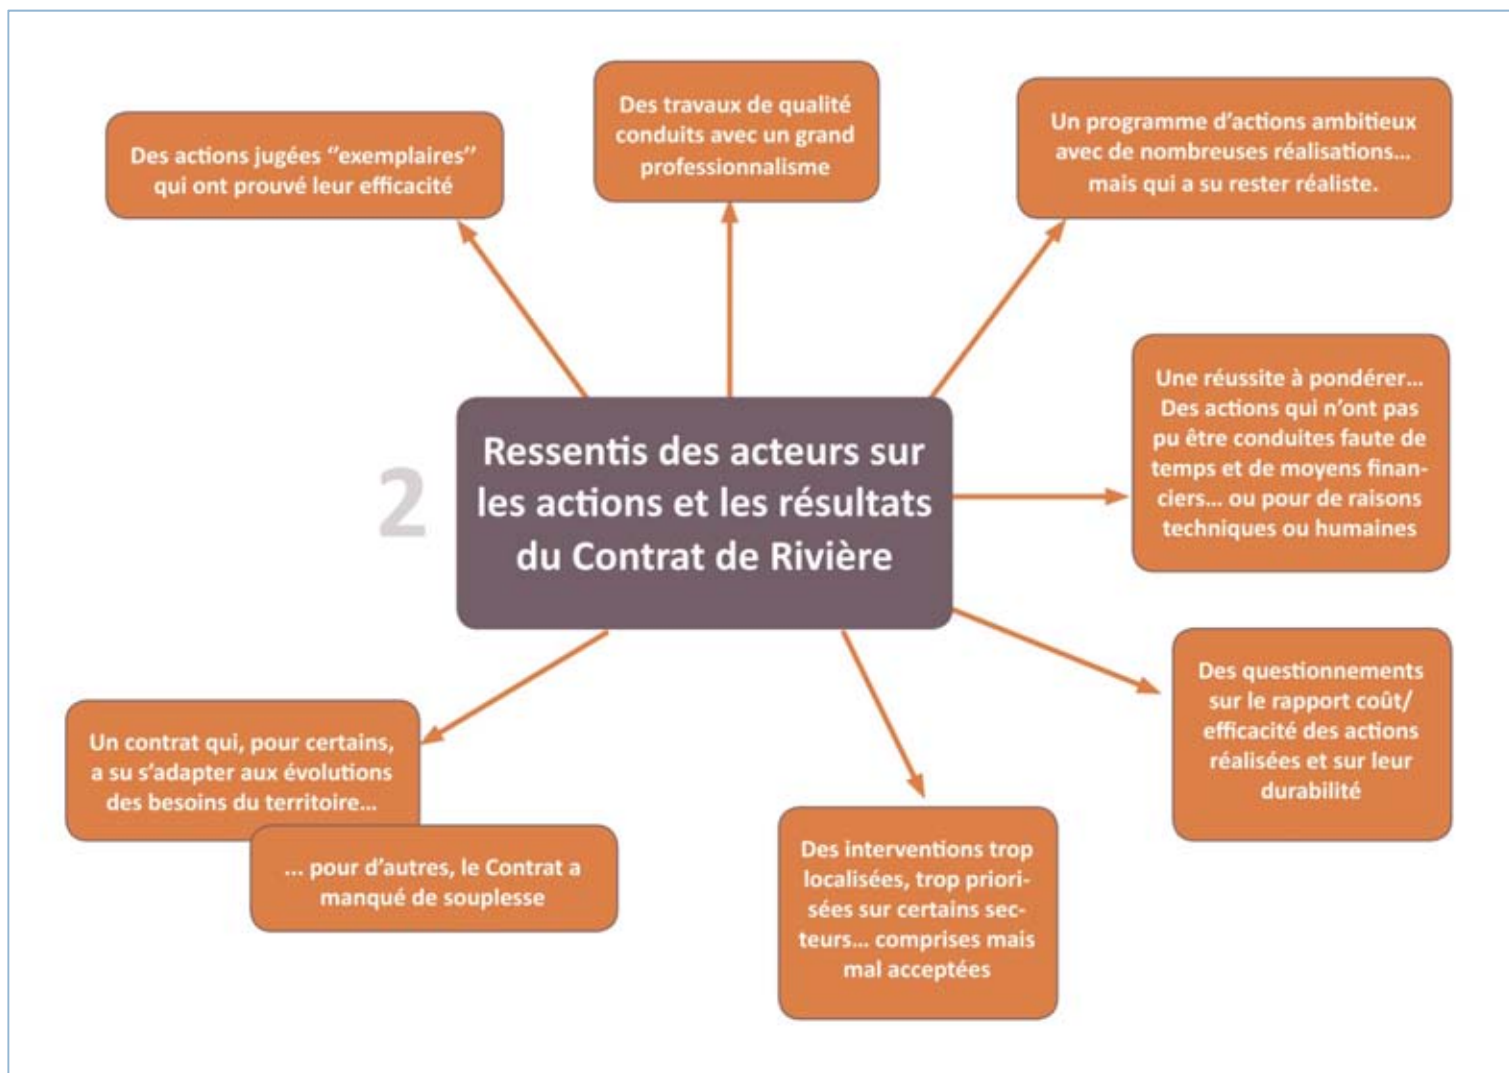 Des actions jugées ‘‘exemplaires’’
qui ont prouvé leur efficacité
Des travaux de qualité
conduits avec un grand
professionnalisme
Un programme d’actions ambitieux
avec de nombreuses réalisations...
mais qui a su rester réaliste.
2
Ressentis des acteurs sur
les actions et les résultats
du Contrat de Rivière
Une réussite à pondérer...
Des actions qui n’ont pas
pu être conduites faute de
temps et de moyens finan-
ciers... ou pour de raisons
techniques ou humaines
Des questionnements
sur le rapport coût/
efficacité des actions
réalisées et sur leur
durabilité
Des interventions trop
localisées, trop priori-
sées sur certains sec-
teurs... comprises mais
mal acceptées
Un contrat qui, pour certains,
a su s’adapter aux évolutions
des besoins du territoire...
... pour d’autres, le Contrat a
manqué de souplesse